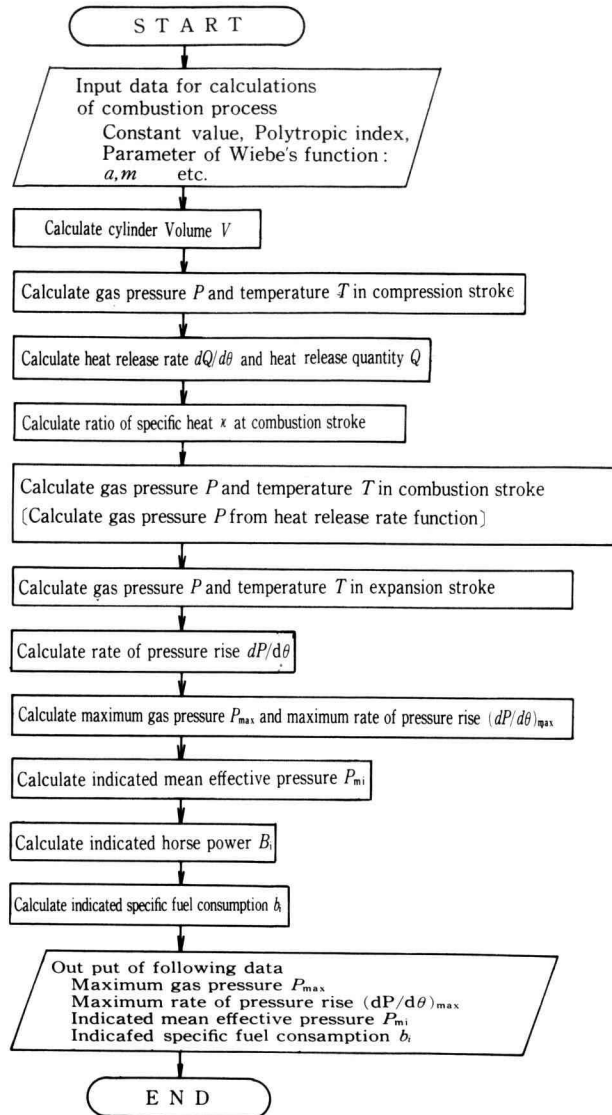 START
Input data for calculations
of combustion process
Constant value, Polytropic index,
Parameter of Wiebe's function :
a,m etc.
Calculate cylinder Volume V
Calculate gas pressure P and temperature T in compression stroke
Calculate heat release rate dQ/dθ and heat release quantity Q
Calculate ratio of specific heat κ at combustion stroke
Calculate gas pressure P and temperature T in combustion stroke
[Calculate gas pressure P from heat release rate function]
Calculate gas pressure P and temperature T in expansion stroke
Calculate rate of pressure rise dP/dθ
Calculate maximum gas pressure Pmax and maximum rate of pressure rise (dP/dθ)max
Calculate indicated mean effective pressure Pmi
Calculate indicated horse power Bi
Calculate indicated specific fuel consumption bi
Out put of following data
Maximum gas pressure Pmax
Maximum rate of pressure rise (dP/dθ)max
Indicated mean effective pressure Pmi
Indicafed specific fuel consamption bi
END